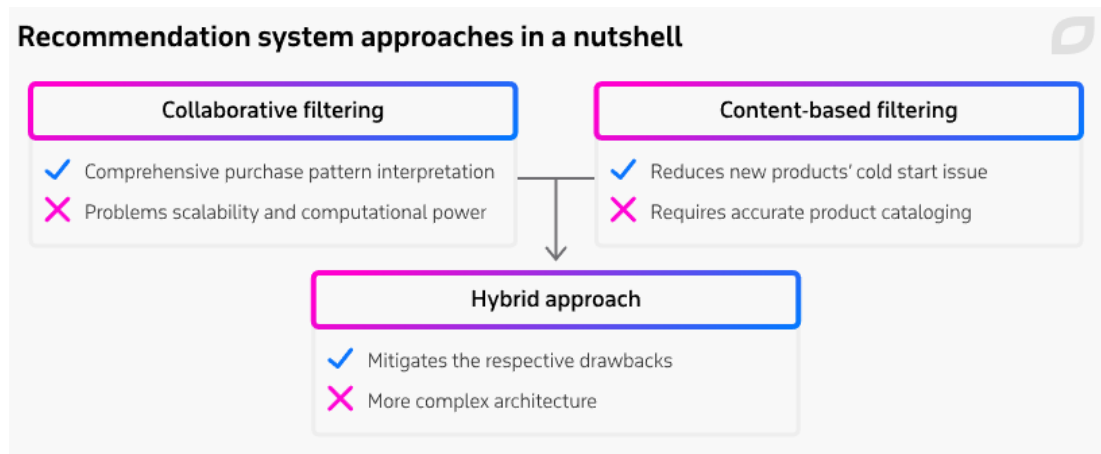 Recommendation system approaches in a nutshell
Collaborative filtering
Comprehensive purchase pattern interpretation
Problems scalability and computational power
Content-based filtering
Reduces new products‘ cold start issue
Requires accurate product cataloging
Hybrid approach
Mitigates the respective drawbacks
More complex architecture